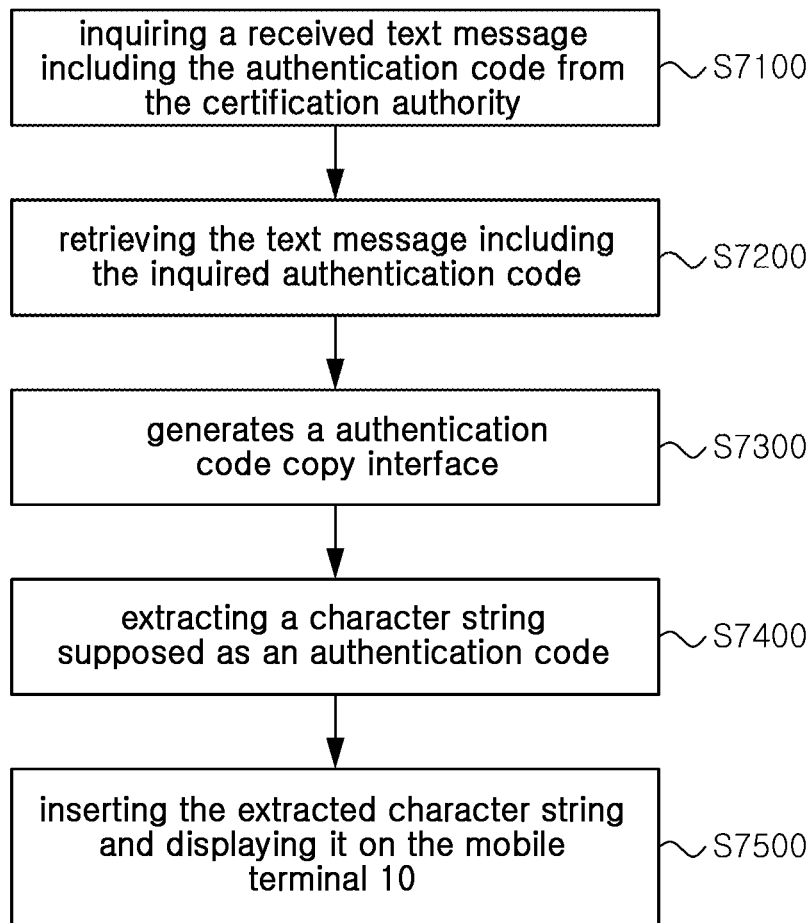 inquiring a received text message
including the authentication code from
the certification authority
S7100
retrieving the text message including
the inquired authentication code
S7200
generates a authentication
code copy interface
S7300
extracting a character string
supposed as an authentication code
S7400
inserting the extracted character string
and displaying it on the mobile
terminal 10
S7500